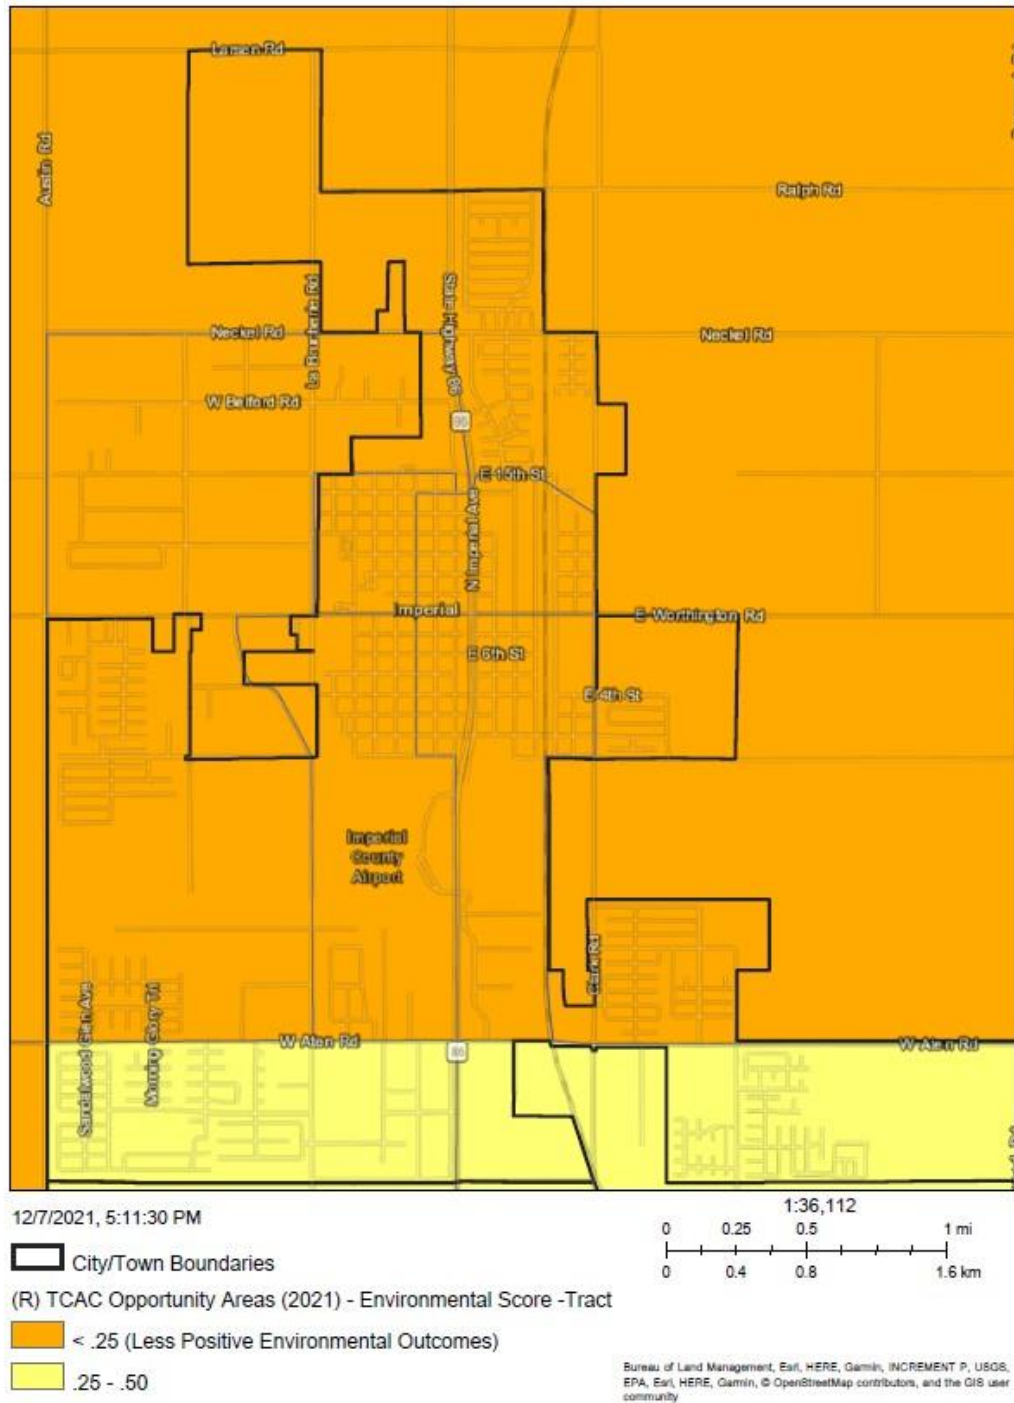 Larsen Rd
Austin Rd
Ralph Rd
La Bourcherie Rd
State Highway 86
Neckel Rd
Neckel Rd
W Belford Rd
86
E 15th St
N Imperial Ave
Imperial
E Worthington Rd
E 6th St
E 4th St
Imperial
County
Airport
Clark Rd
Sandalwood Glen Ave
Morning Glory Trl
W Aten Rd
86
W Aten Rd
12/7/2021, 5:11:30 PM
1:36,112
0 0.25 0.5 1 mi
0 0.4 0.8 1.6 km
City/Town Boundaries
(R) TCAC Opportunity Areas (2021) - Environmental Score -Tract
< .25 (Less Positive Environmental Outcomes)
.25 - .50
Bureau of Land Management, Esri, HERE, Garmin, INCREMENT P, USGS,
EPA, Esri, HERE, Garmin, © OpenStreetMap contributors, and the GIS user
community